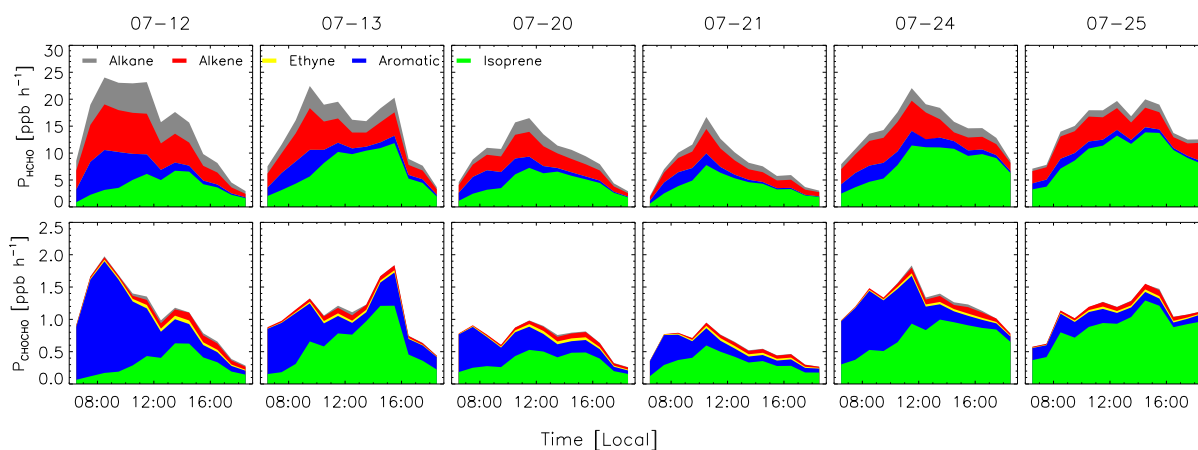 07-12 07-13 07-20 07-21 07-24 07-25
30
25
20
15
10
5
0
P_HCHO [ppb h⁻¹]
Alkane Alkene Ethyne Aromatic Isoprene
2.5
2.0
1.5
1.0
0.5
0.0
P_CHOCHO [ppb h⁻¹]
08:00 12:00 16:00 08:00 12:00 16:00 08:00 12:00 16:00 08:00 12:00 16:00 08:00 12:00 16:00 08:00 12:00 16:00
Time [Local]